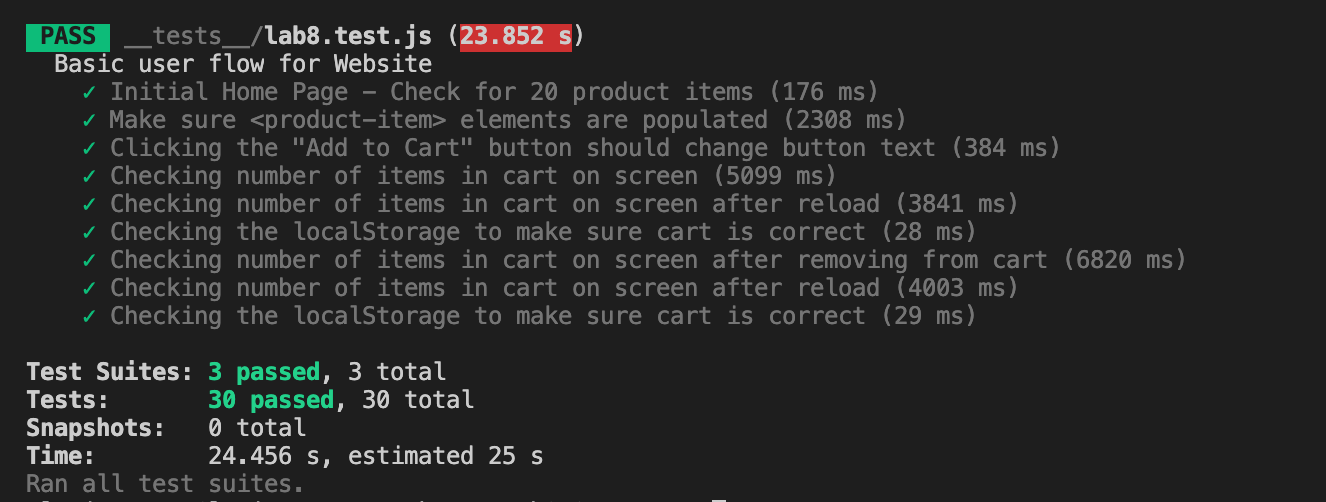 PASS __tests__/lab8.test.js (23.852 s)
Basic user flow for Website
✓ Initial Home Page – Check for 20 product items (176 ms)
✓ Make sure <product-item> elements are populated (2308 ms)
✓ Clicking the "Add to Cart" button should change button text (384 ms)
✓ Checking number of items in cart on screen (5099 ms)
✓ Checking number of items in cart on screen after reload (3841 ms)
✓ Checking the localStorage to make sure cart is correct (28 ms)
✓ Checking number of items in cart on screen after removing from cart (6820 ms)
✓ Checking number of items in cart on screen after reload (4003 ms)
✓ Checking the localStorage to make sure cart is correct (29 ms)
Test Suites: 3 passed, 3 total
Tests: 30 passed, 30 total
Snapshots: 0 total
Time: 24.456 s, estimated 25 s
Ran all test suites.